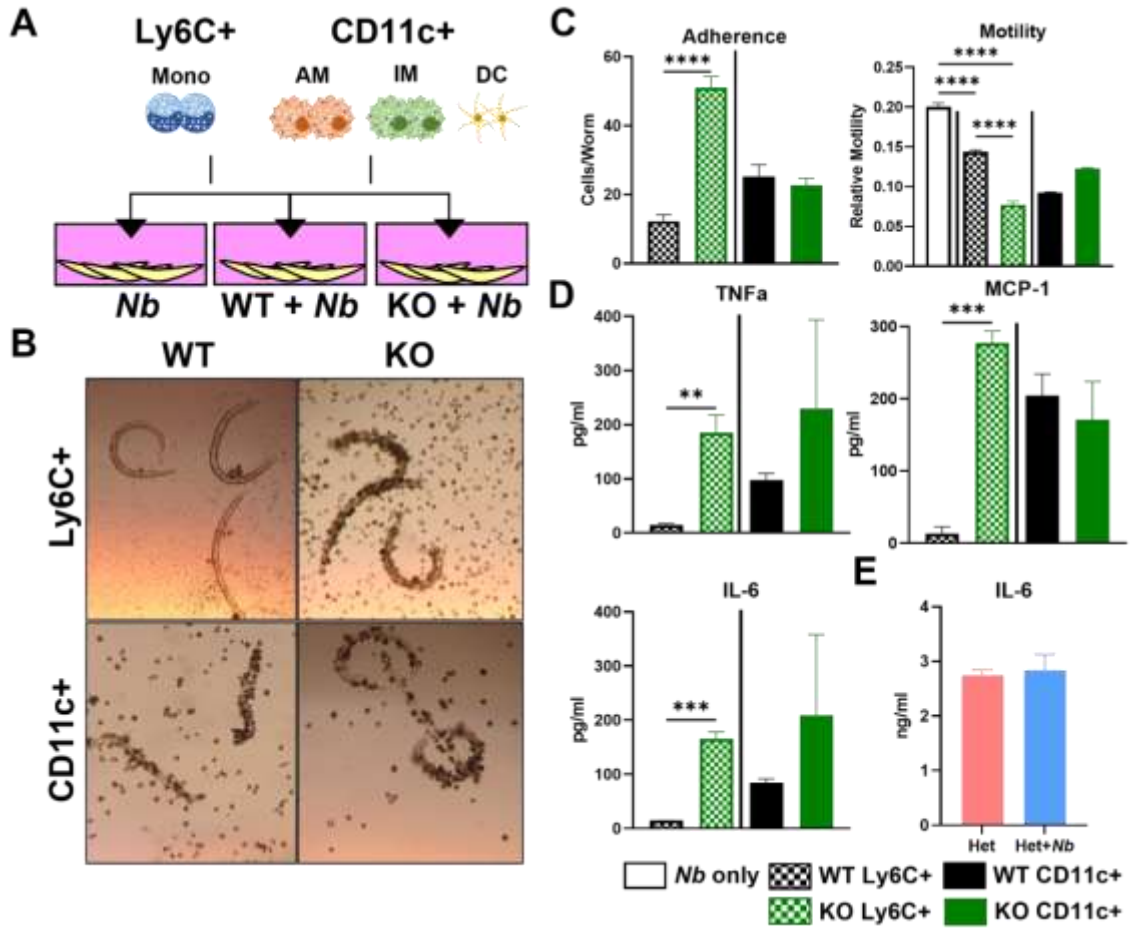 A
Ly6C+ CD11c+
Mono AM IM DC
Nb WT + Nb KO + Nb
B
WT KO
Ly6C+
CD11c+
C
Adherence
Cells/Worm
60
40
20
0
****
Motility
Relative Motility
0.25
0.20
0.15
0.10
0.05
0.00
****
****
****
D
TNFa
pg/ml
400
300
200
100
0
**
MCP-1
pg/ml
300
200
100
0
***
IL-6
pg/ml
400
300
200
100
0
***
E
IL-6
ng/ml
4
3
2
1
0
Het Het+Nb
Nb only WT Ly6C+ WT CD11c+
KO Ly6C+ KO CD11c+